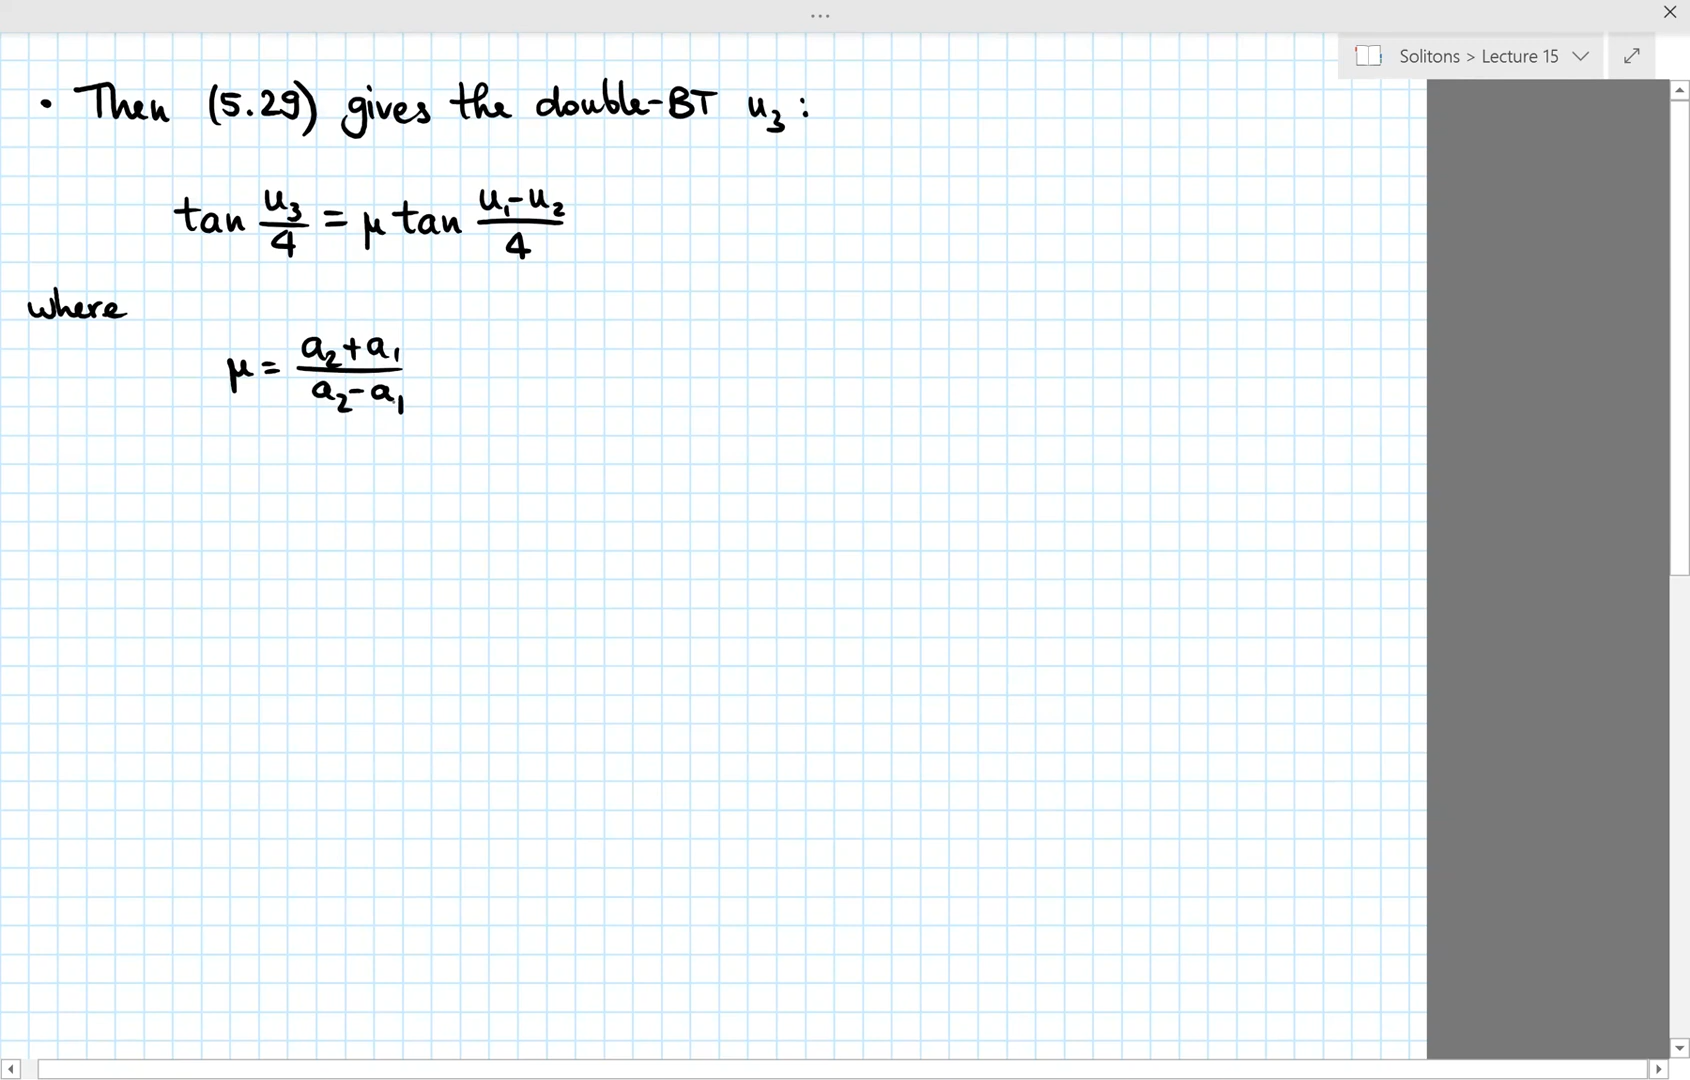 ...
Solitons > Lecture 15
• Then (5.29) gives the double-BT u₃:
tan u₃/4 = μ tan (u₁-u₂)/4
where
μ = (a₂+a₁)/(a₂-a₁)